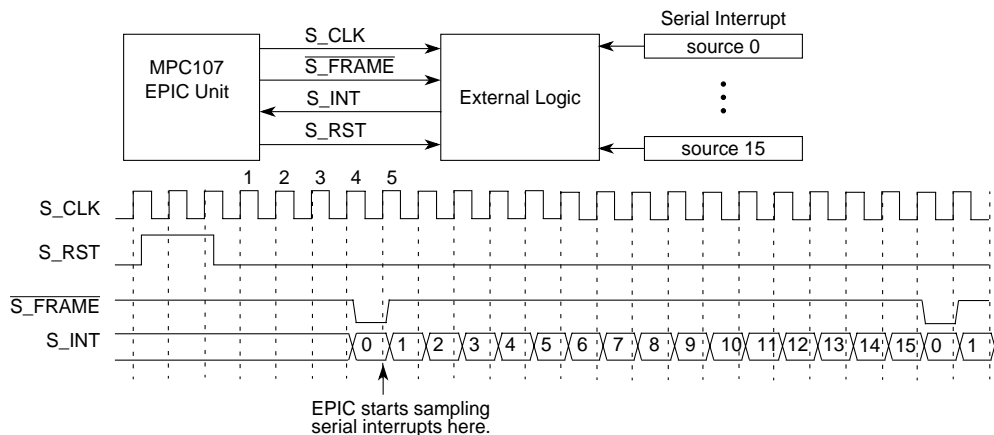 Serial Interrupt
S_CLK
source 0
MPC107
EPIC Unit
S_FRAME
External Logic
S_INT
S_RST
source 15
1 2 3 4 5
S_CLK
S_RST
S_FRAME
S_INT
0 1 2 3 4 5 6 7 8 9 10 11 12 13 14 15 0 1
EPIC starts sampling
serial interrupts here.